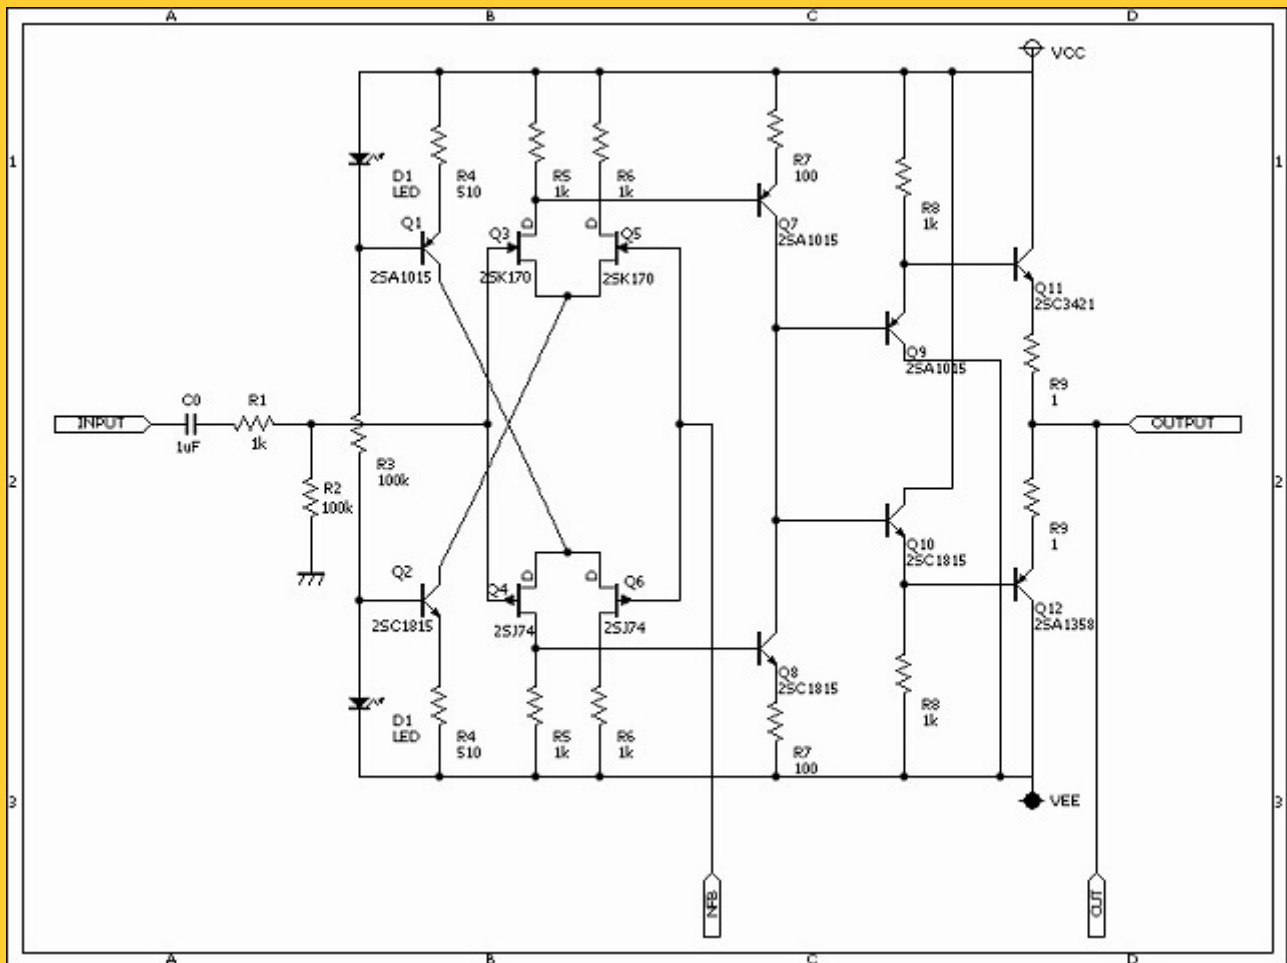 A B C D
VCC
1 1
D1
LED
R4
510
R5
1k
R6
1k
R7
100
R8
1k
Q1
2SA1015
Q3
2SK170
D
D
Q5
2SK170
Q7
2SA1015
Q11
2SC3421
Q9
2SA1015
R9
1
INPUT
C0
1uF
R1
1k
OUTPUT
2 2
R3
100k
R2
100k
R9
1
Q10
2SC1815
Q2
2SC1815
Q4
2SJ74
D
D
Q6
2SJ74
Q12
2SA1358
Q8
2SC1815
D1
LED
R4
510
R5
1k
R6
1k
R7
100
R8
1k
3 3
VEE
NFB
OUT
A B C D